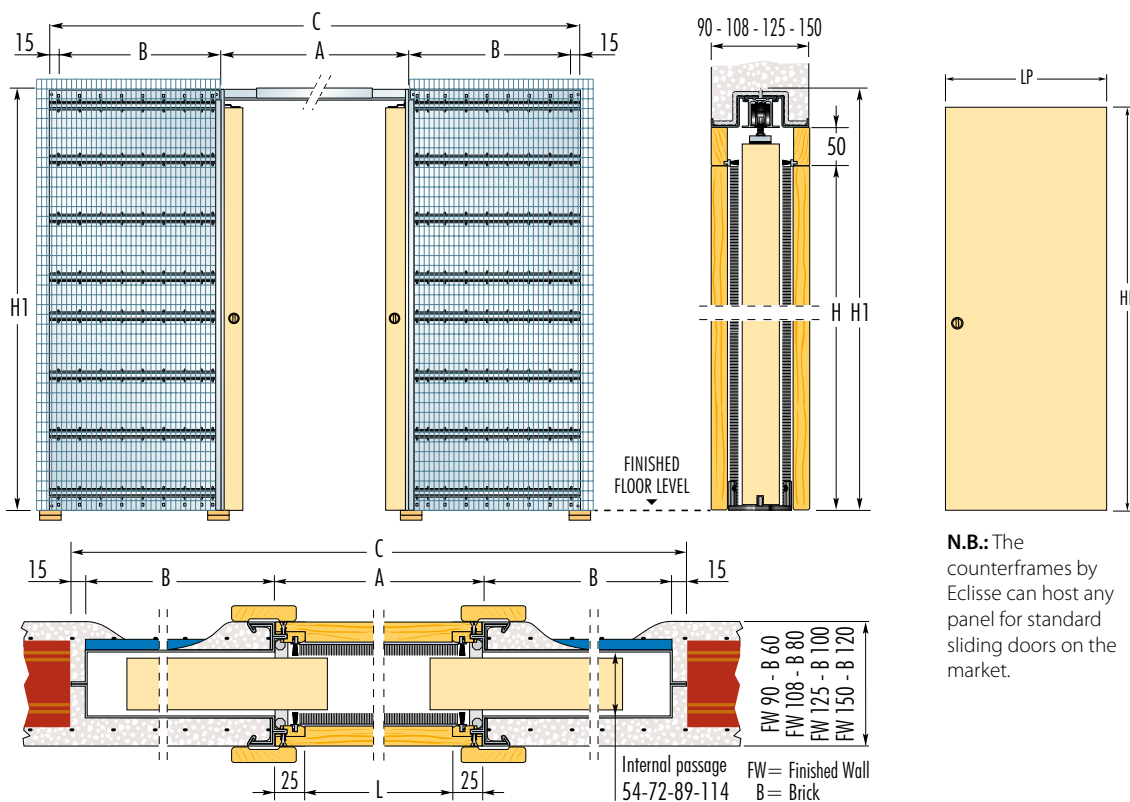 C
15
B
A
B
15
H1
90 - 108 - 125 - 150
50
H
H1
FINISHED
FLOOR LEVEL
LP
N.B.: The
counterframes by
Eclisse can host any
panel for standard
sliding doors on the
market.
C
15
B
A
B
15
25
L
25
Internal passage
54-72-89-114
FW 90 - B 60
FW 108 - B 80
FW 125 - B 100
FW 150 - B 120
FW= Finished Wall
B= Brick